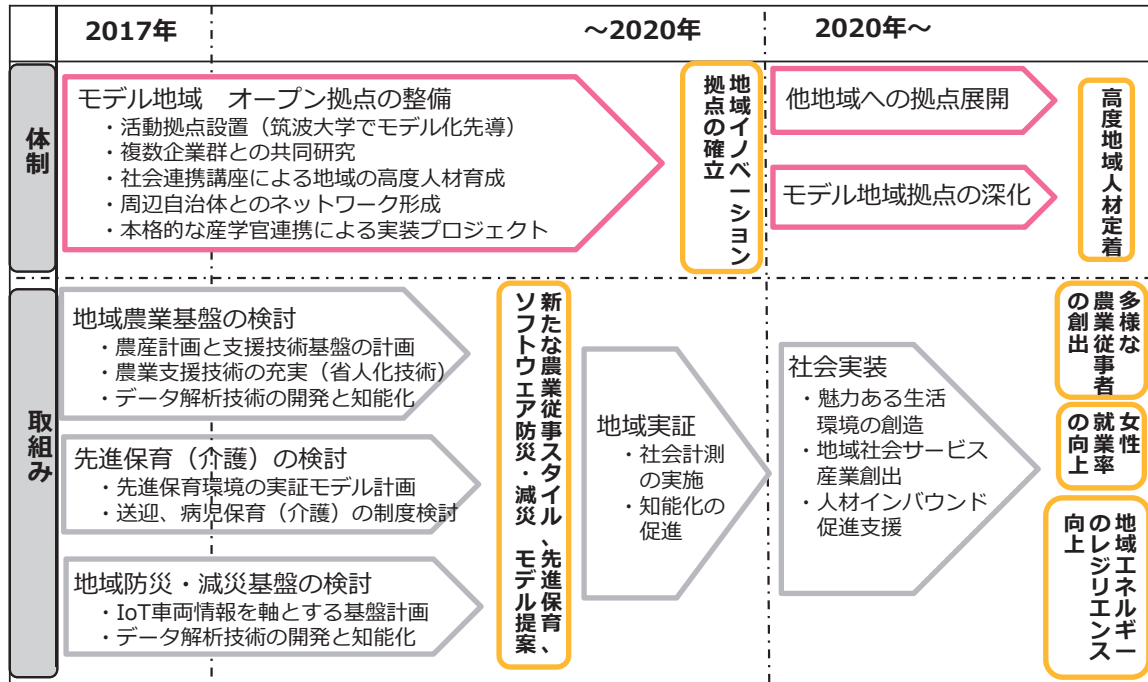 2017年
～2020年
2020年～
体制
モデル地域　オープン拠点の整備
・活動拠点設置（筑波大学でモデル化先導）
・複数企業群との共同研究
・社会連携講座による地域の高度人材育成
・周辺自治体とのネットワーク形成
・本格的な産学官連携による実装プロジェクト
地域イノベーション
拠点の確立
他地域への拠点展開
モデル地域拠点の深化
高度地域人材定着
取組み
地域農業基盤の検討
・農産計画と支援技術基盤の計画
・農業支援技術の充実（省人化技術）
・データ解析技術の開発と知能化
先進保育（介護）の検討
・先進保育環境の実証モデル計画
・送迎、病児保育（介護）の制度検討
地域防災・減災基盤の検討
・IoT車両情報を軸とする基盤計画
・データ解析技術の開発と知能化
新たな農業従事スタイル、先進保育、
ソフトウェア防災・減災　モデル提案
地域実証
・社会計測
の実施
・知能化の
促進
社会実装
・魅力ある生活
環境の創造
・地域社会サービス
産業創出
・人材インバウンド
促進支援
多様な
農業従事者
の創出
女性
就業率
の向上
地域エネルギー
のレジリエンス
向上